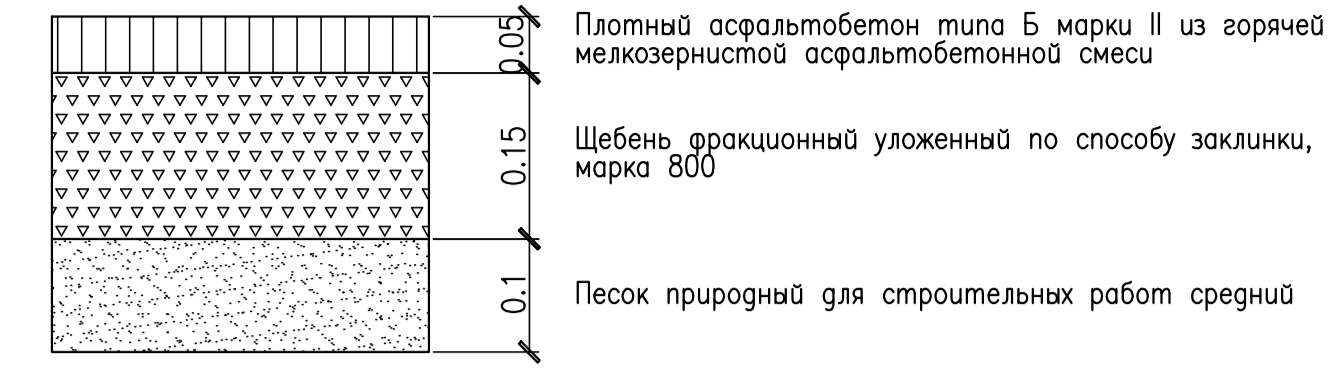 0.05
Плотный асфальтобетон типа Б марки II из горячей
мелкозернистой асфальтобетонной смеси
0.15
Щебень фракционный уложенный по способу заклинки,
марка 800
0.1
Песок природный для строительных работ средний